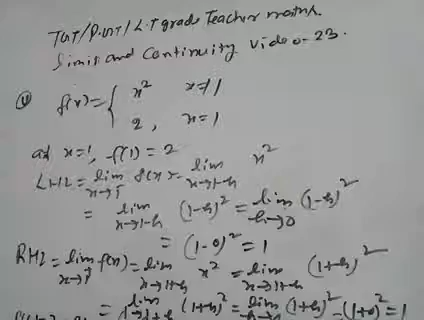 TGT/P.GT/L.T grade Teacher maths.
Limit and Continuity Video-23.
f(x)={ x² x≠1
2, x=1
at x=1, f(1)=2
LHL=lim x→1⁻ f(x)=lim x→1-h x²
=lim x→1-h (1-h)²=lim h→0 (1-h)²
=(1-0)²=1
RHL=lim x→1⁺ f(x)=lim x→1+h x²=lim x→1+h (1+h)²
=lim x→1+h (1+h)²=lim (1+h)²=(1+0)²=1